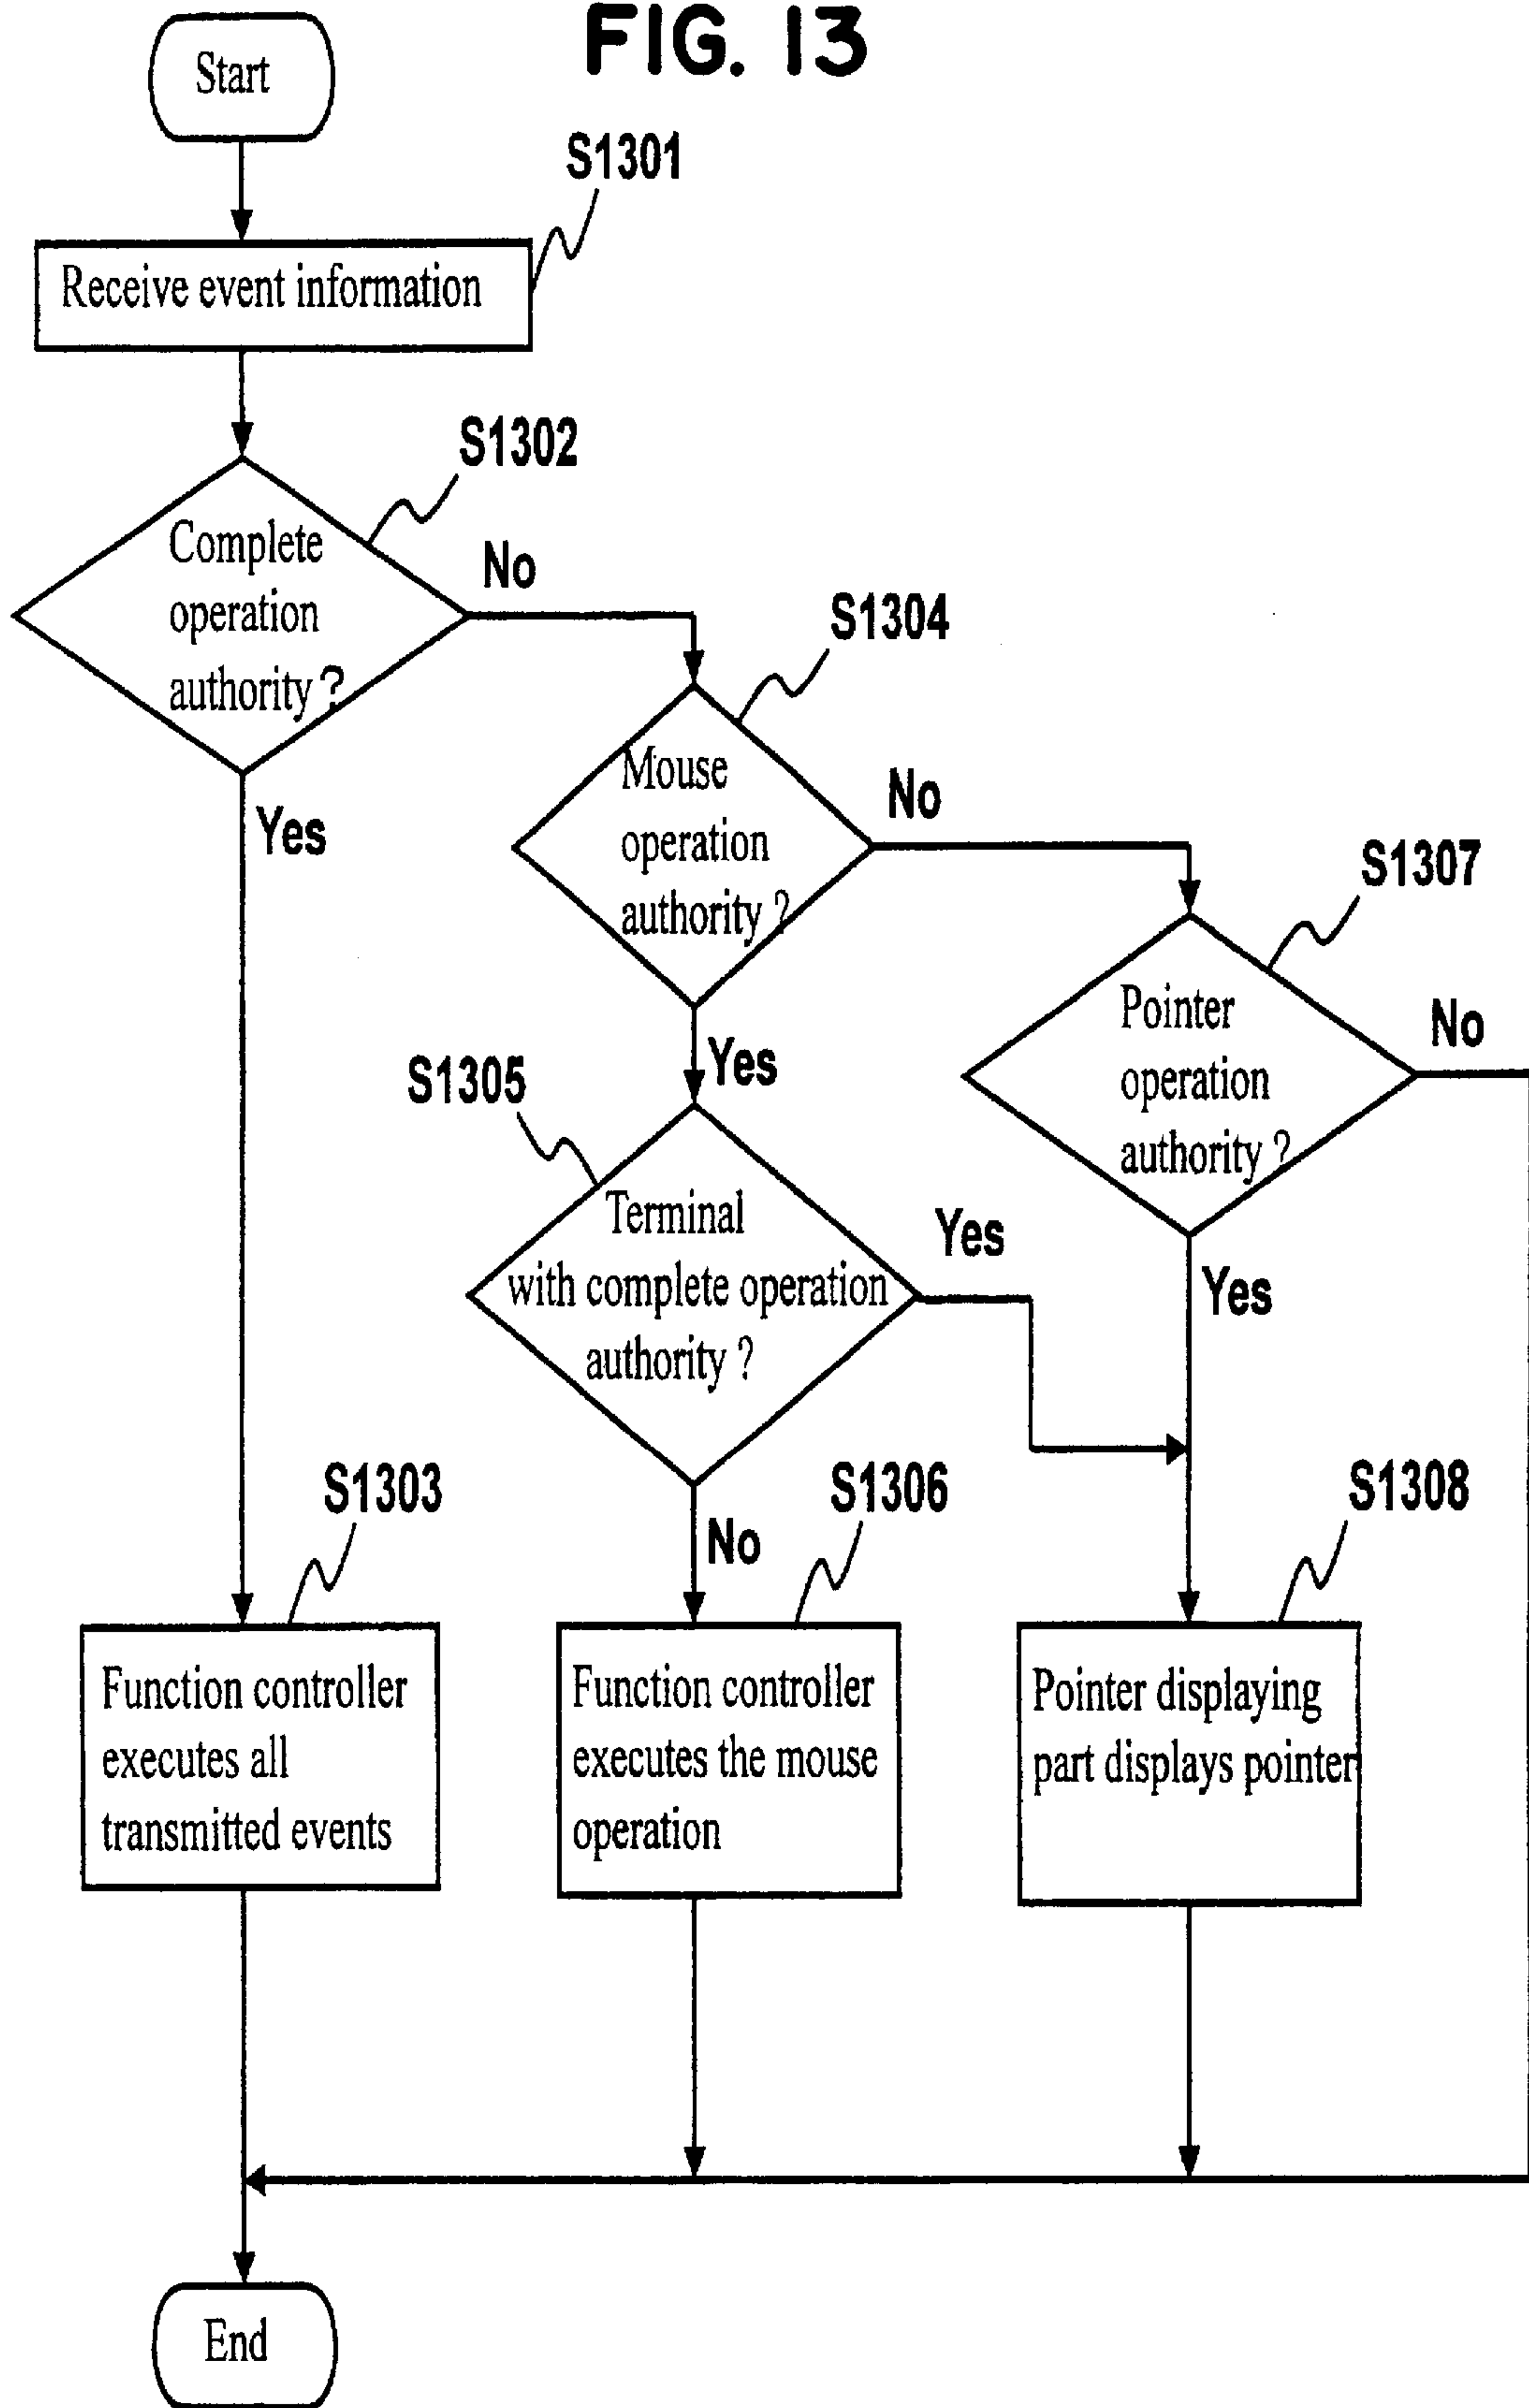 FIG. 13
Start
S1301
Receive event information
S1302
Complete
operation
authority?
No
Yes
S1304
Mouse
operation
authority?
No
Yes
S1307
Pointer
operation
authority?
No
Yes
S1305
Terminal
with complete operation
authority?
Yes
No
S1303
Function controller
executes all
transmitted events
S1306
Function controller
executes the mouse
operation
S1308
Pointer displaying
part displays pointer
End